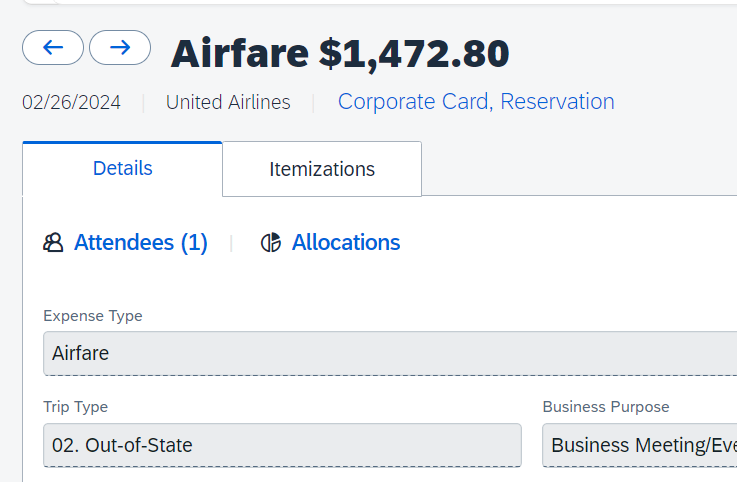 Airfare $1,472.80
02/26/2024 United Airlines Corporate Card, Reservation
Details Itemizations
Attendees (1) Allocations
Expense Type
Airfare
Trip Type Business Purpose
02. Out-of-State Business Meeting/Eve